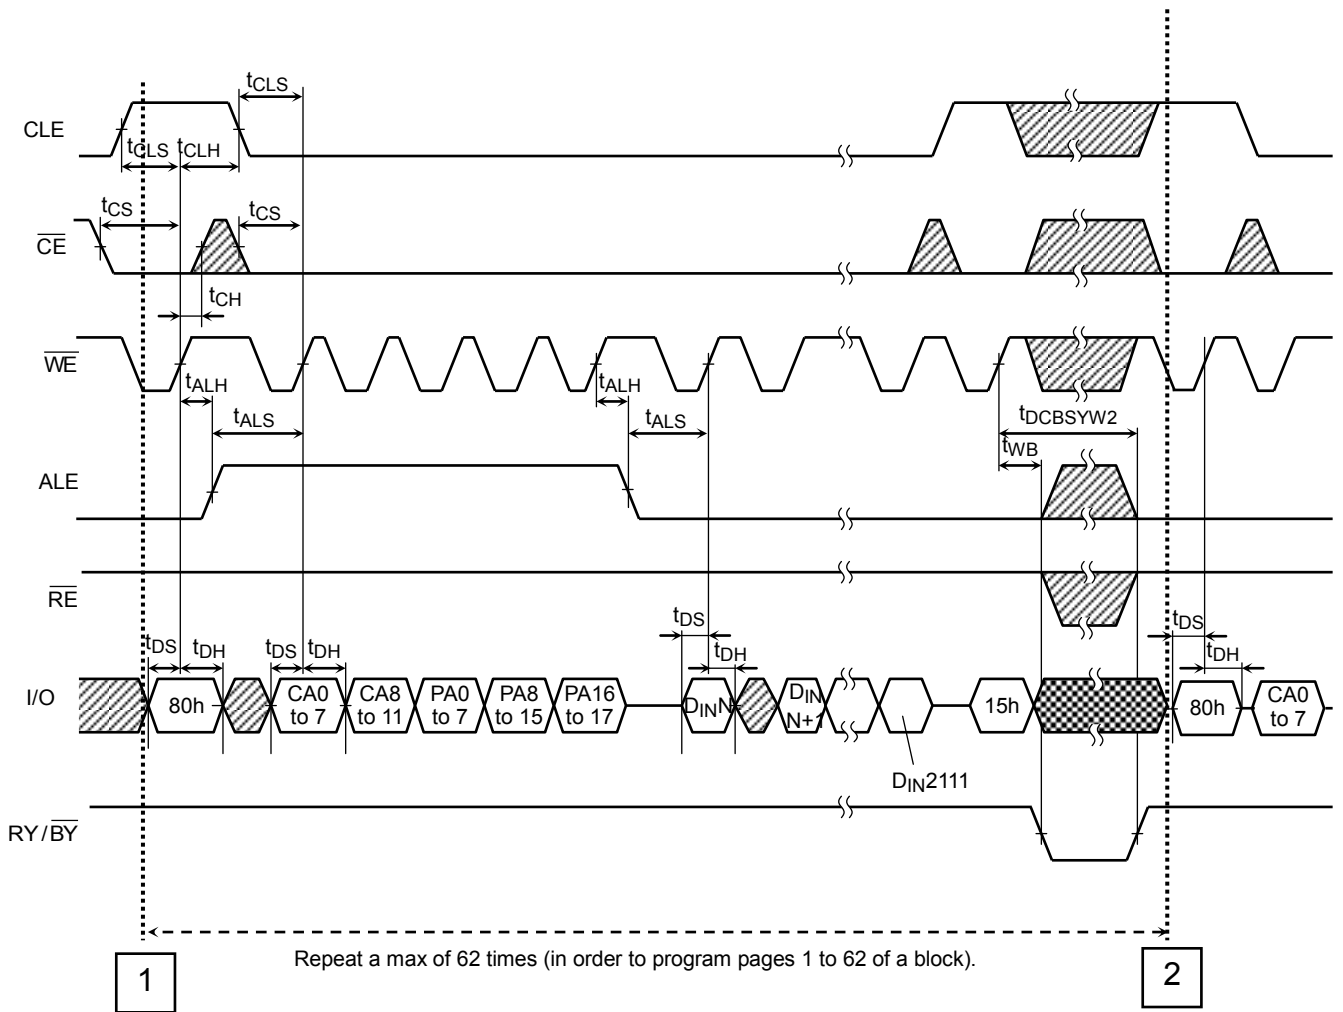 tCLS
CLE
tCLS tCLH
tCS tCS
CE
tCH
WE
tALH tALH
tALS tALS tDCBSYW2
tWB
ALE
RE
tDS tDH tDS tDH tDS tDH tDS tDH
I/O
80h
CA0 to 7
CA8 to 11
PA0 to 7
PA8 to 15
PA16 to 17
DINN
DIN N+1
15h
80h
CA0 to 7
DIN2111
RY/BY
Repeat a max of 62 times (in order to program pages 1 to 62 of a block).
1
2